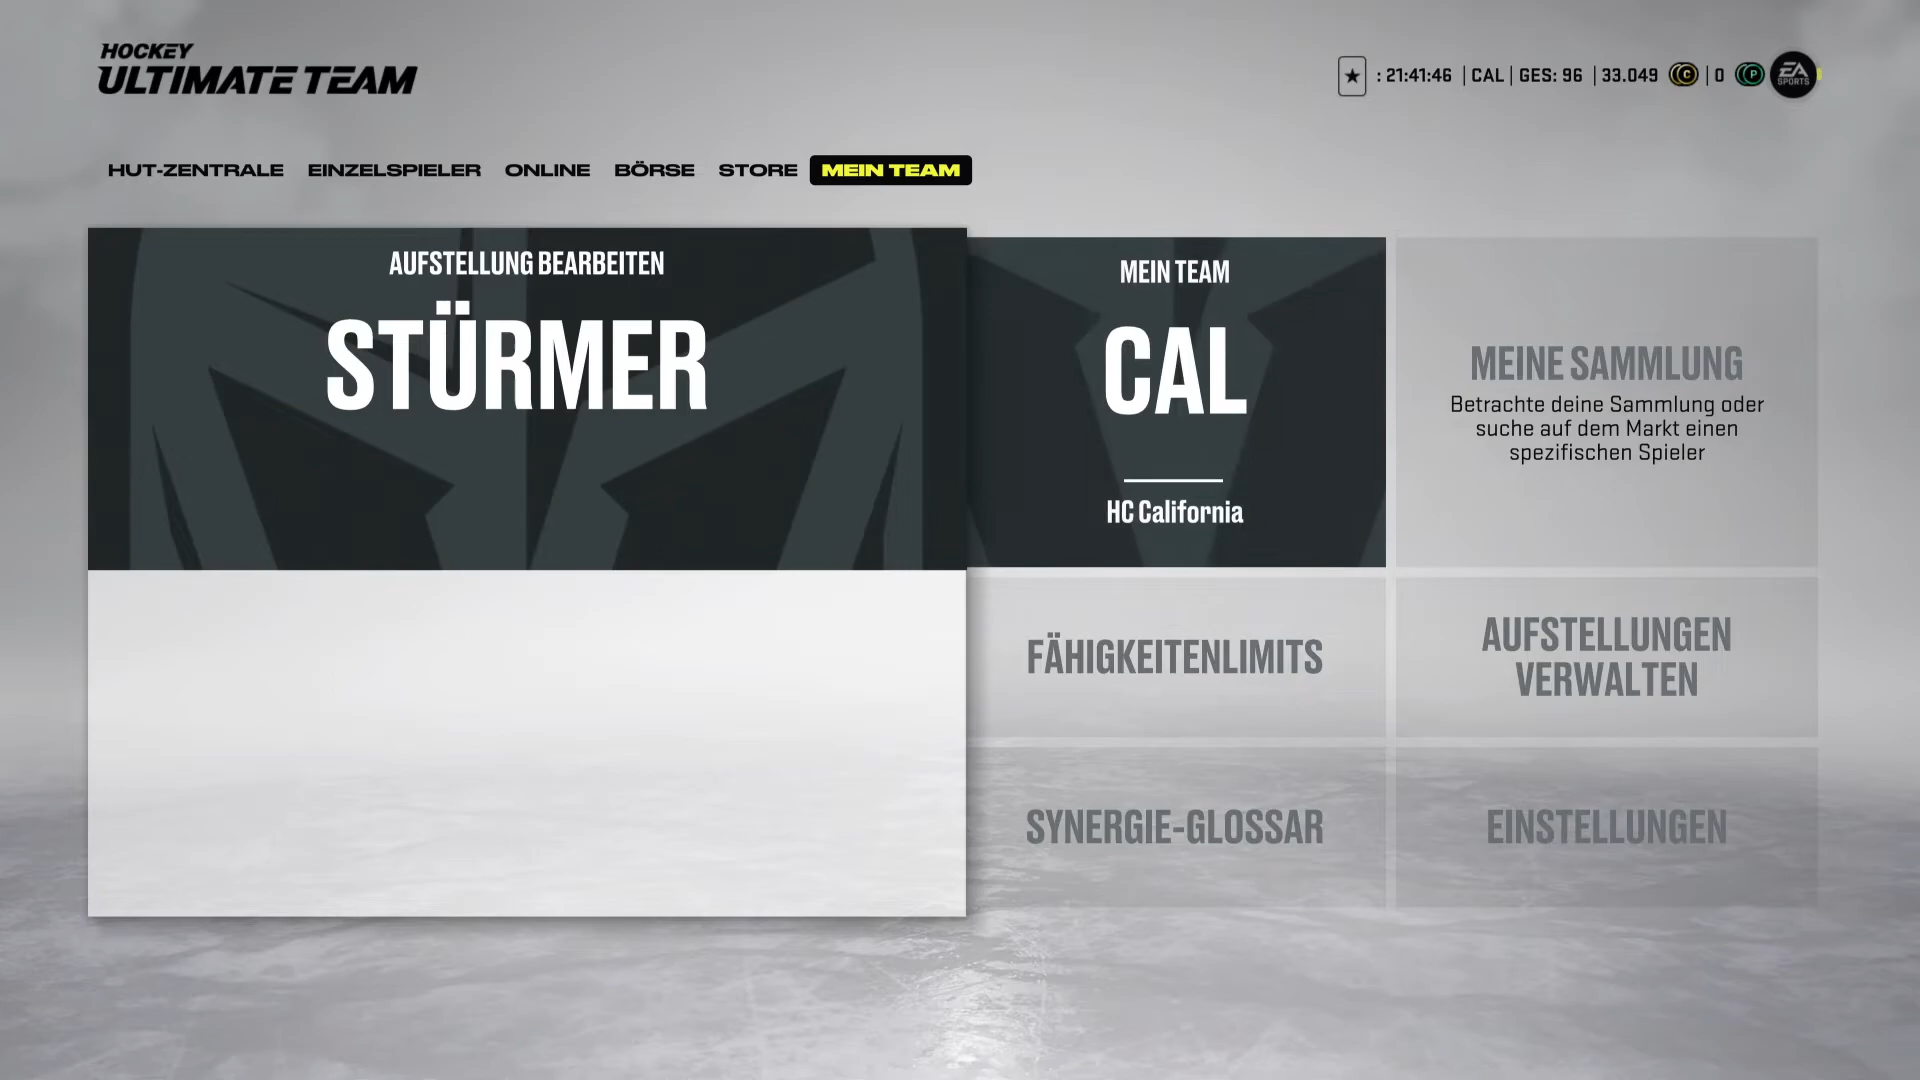 HOCKEY
ULTIMATE TEAM
: 21:41:46 | CAL | GES: 96 | 33.049 C | 0 P EA SPORTS
HUT-ZENTRALE EINZELSPIELER ONLINE BÖRSE STORE MEIN TEAM
AUFSTELLUNG BEARBEITEN
STÜRMER
MEIN TEAM
CAL
HC California
MEINE SAMMLUNG
Betrachte deine Sammlung oder
suche auf dem Markt einen
spezifischen Spieler
FÄHIGKEITENLIMITS
AUFSTELLUNGEN
VERWALTEN
SYNERGIE-GLOSSAR
EINSTELLUNGEN